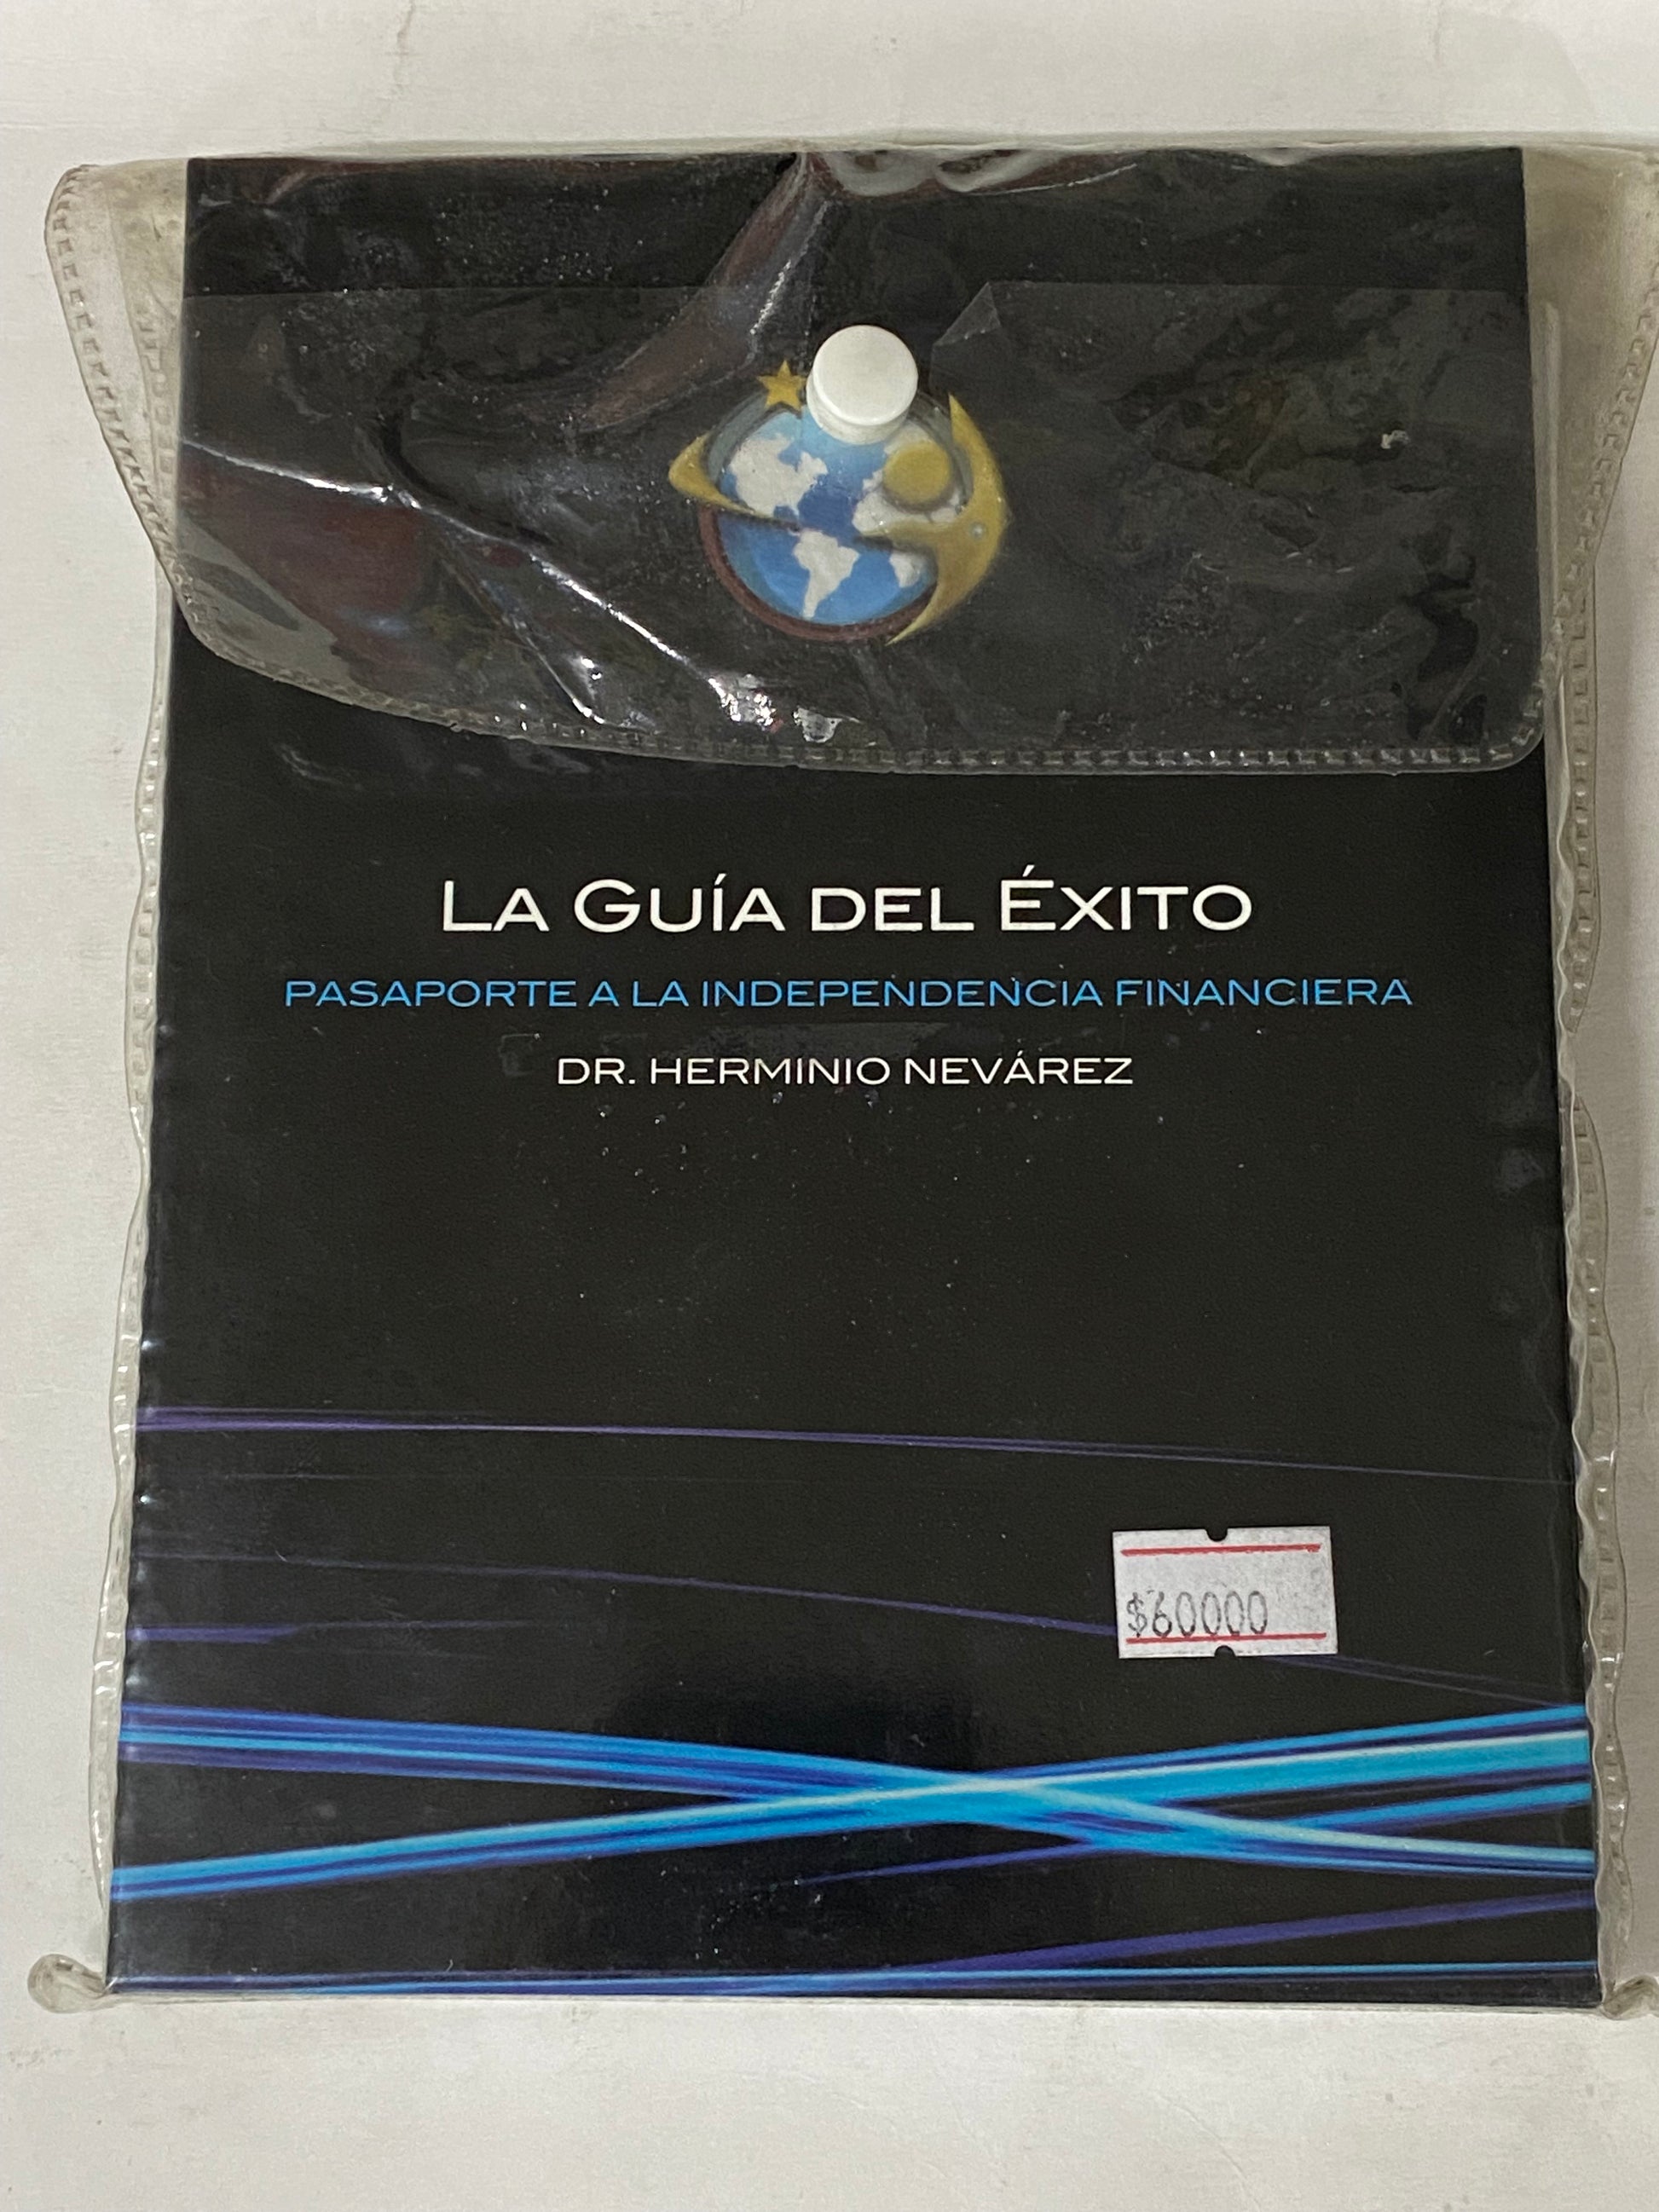 LA GUÍA DEL ÉXITO
PASAPORTE A LA INDEPENDENCIA FINANCIERA
DR. HERMINIO NEVÁREZ
$60000